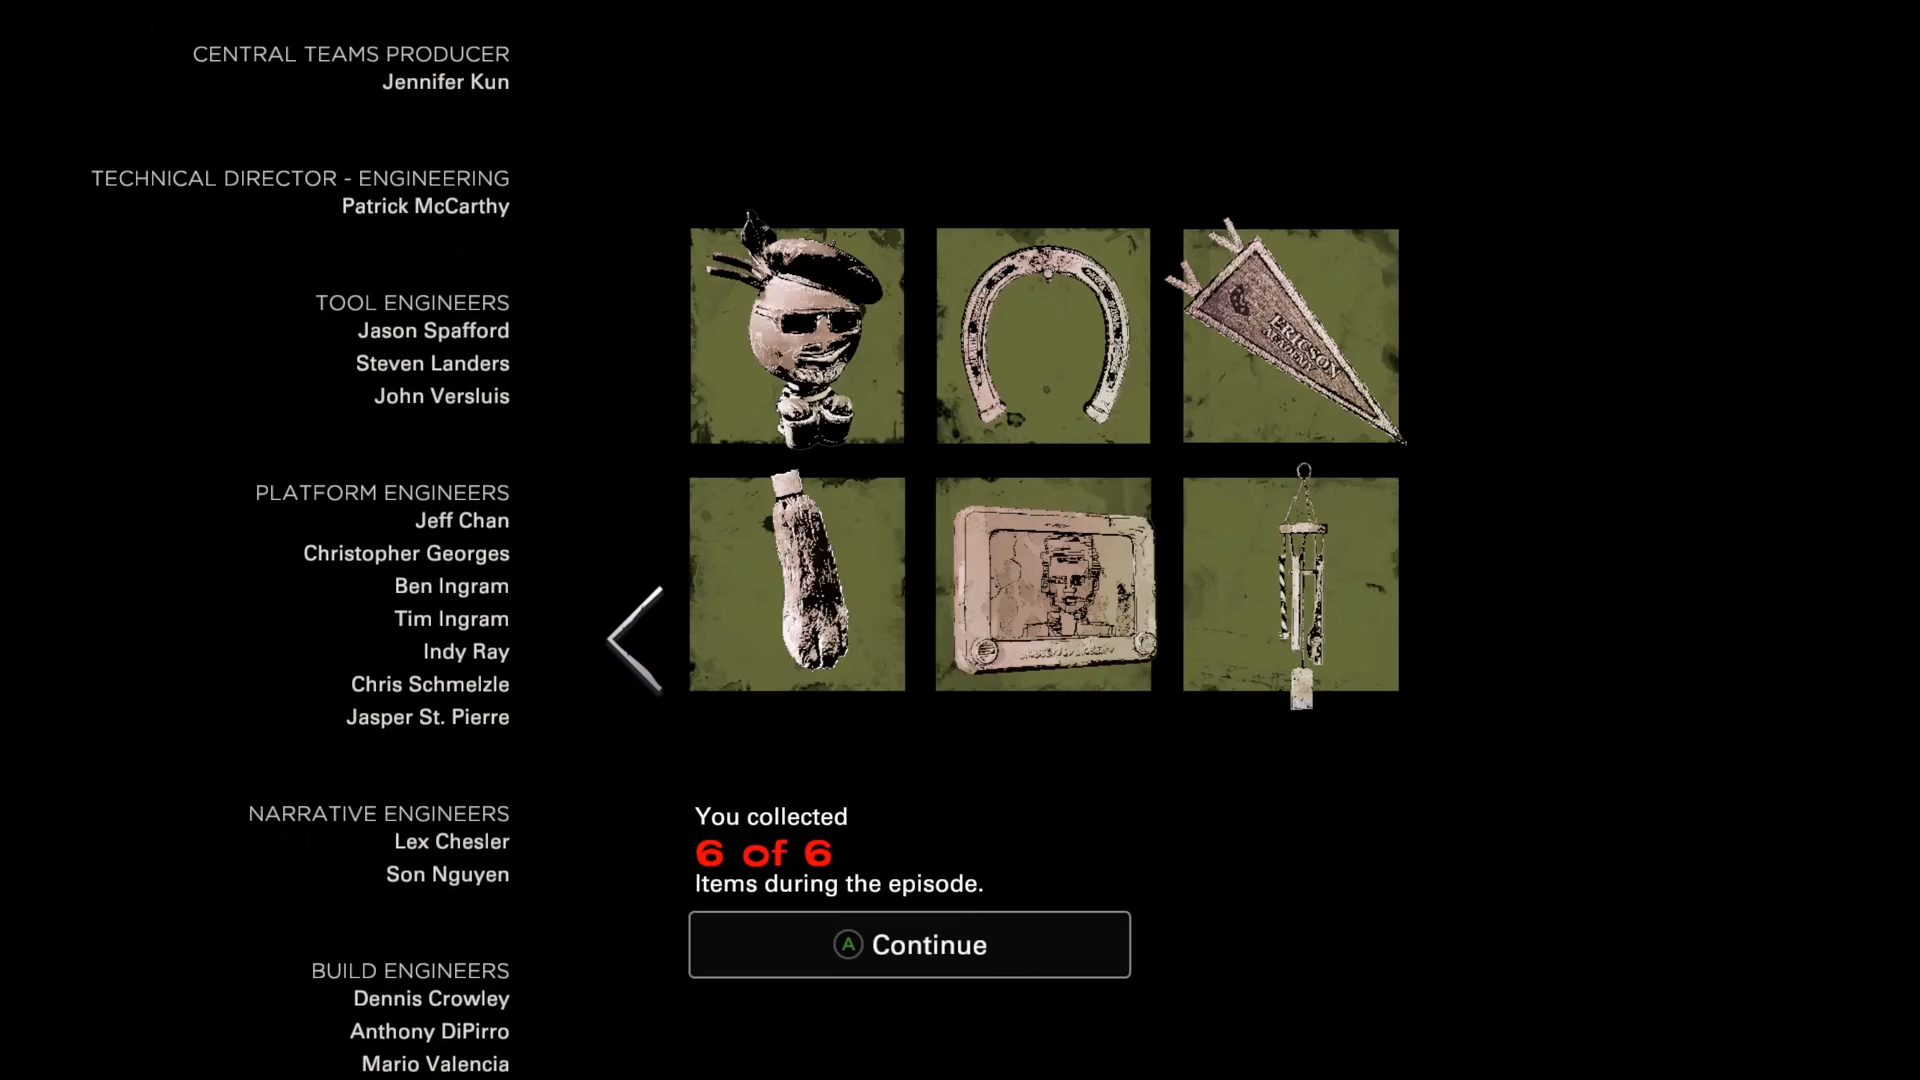 CENTRAL TEAMS PRODUCER
Jennifer Kun
TECHNICAL DIRECTOR - ENGINEERING
Patrick McCarthy
TOOL ENGINEERS
Jason Spafford
Steven Landers
John Versluis
PLATFORM ENGINEERS
Jeff Chan
Christopher Georges
Ben Ingram
Tim Ingram
Indy Ray
Chris Schmelzle
Jasper St. Pierre
NARRATIVE ENGINEERS
Lex Chesler
Son Nguyen
BUILD ENGINEERS
Dennis Crowley
Anthony DiPirro
Mario Valencia
ERICSON
ACADEMY
You collected
6 of 6
Items during the episode.
A Continue